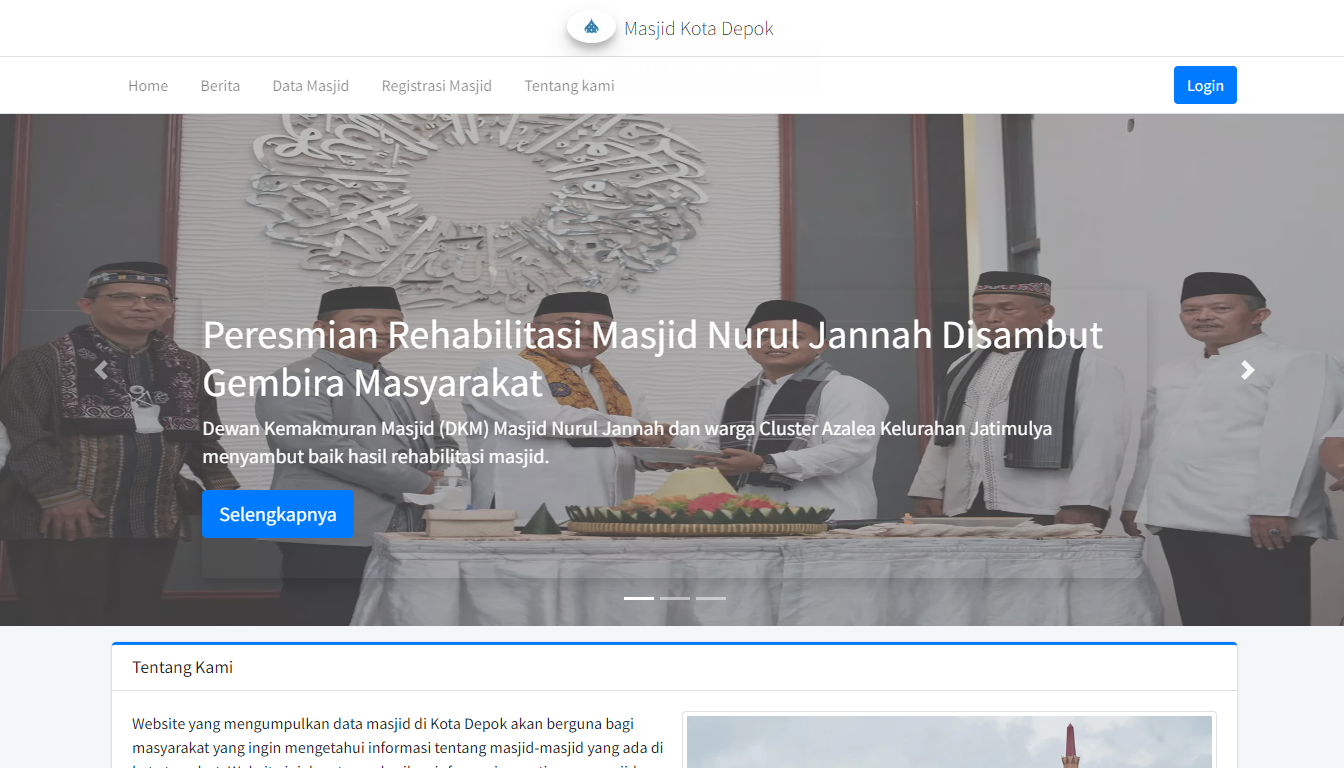 Masjid Kota Depok
Home
Berita
Data Masjid
Registrasi Masjid
Tentang kami
Login
Peresmian Rehabilitasi Masjid Nurul Jannah Disambut
Gembira Masyarakat
Dewan Kemakmuran Masjid (DKM) Masjid Nurul Jannah dan warga Cluster Azalea Kelurahan Jatimulya
menyambut baik hasil rehabilitasi masjid.
Selengkapnya
Tentang Kami
Website yang mengumpulkan data masjid di Kota Depok akan berguna bagi
masyarakat yang ingin mengetahui informasi tentang masjid-masjid yang ada di